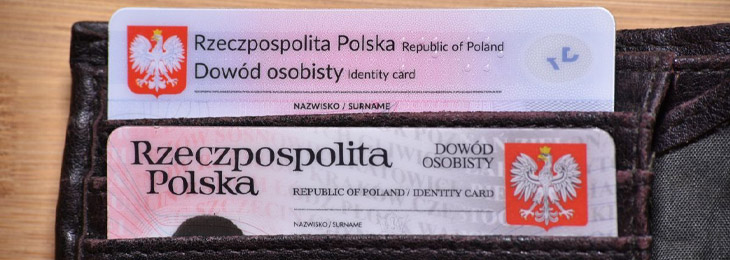 Rzeczpospolita Polska Republic of Poland
Dowód osobisty Identity card
NAZWISKO / SURNAME
Rzeczpospolita
Polska
DOWÓD
OSOBISTY
REPUBLIC OF POLAND / IDENTITY CARD
NAZWISKO / SURNAME